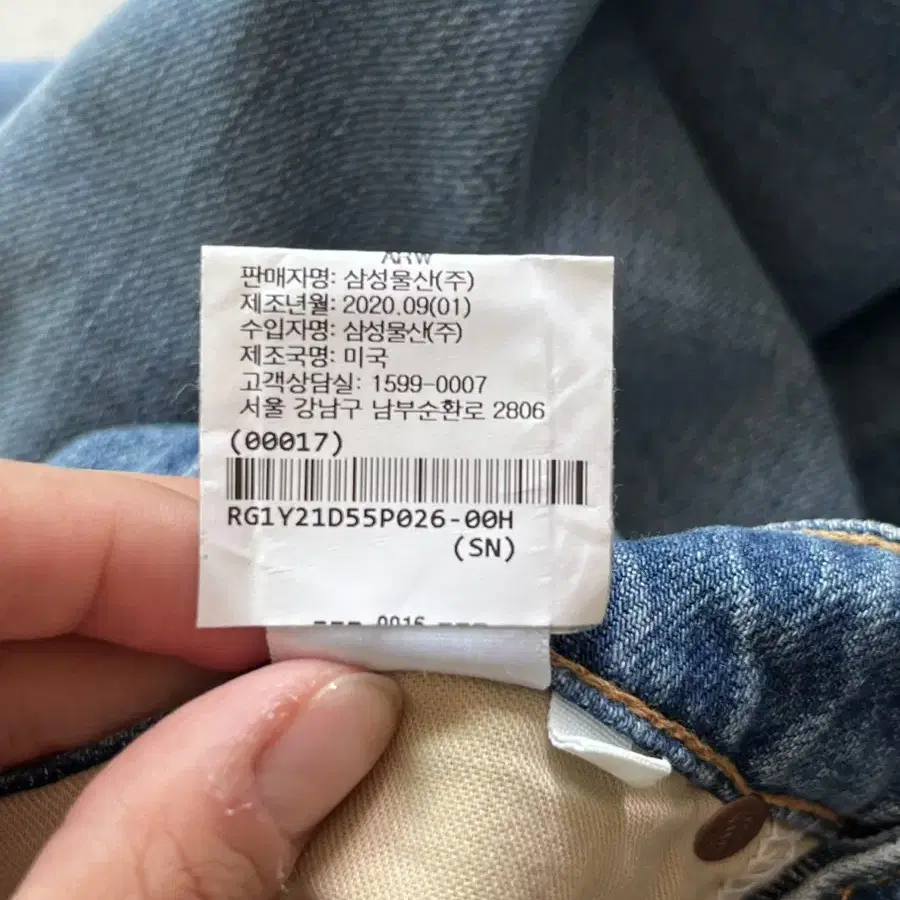 판매자명: 삼성물산(주)
제조년월: 2020.09(01)
수입자명: 삼성물산(주)
제조국명: 미국
고객상담실: 1599-0007
서울 강남구 남부순환로 2806
(00017)
RG1Y21D55P026-00H
(SN)